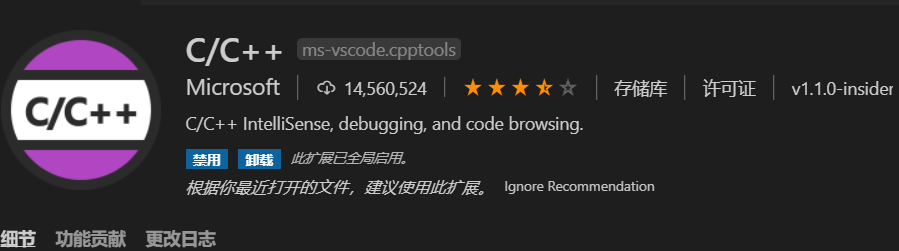 C/C++ ms-vscode.cpptools
C/C++
Microsoft 14,560,524 存储库 许可证 v1.1.0-insider
C/C++ IntelliSense, debugging, and code browsing.
禁用 卸载 此扩展已全局启用。
根据你最近打开的文件，建议使用此扩展。 Ignore Recommendation
细节 功能贡献 更改日志